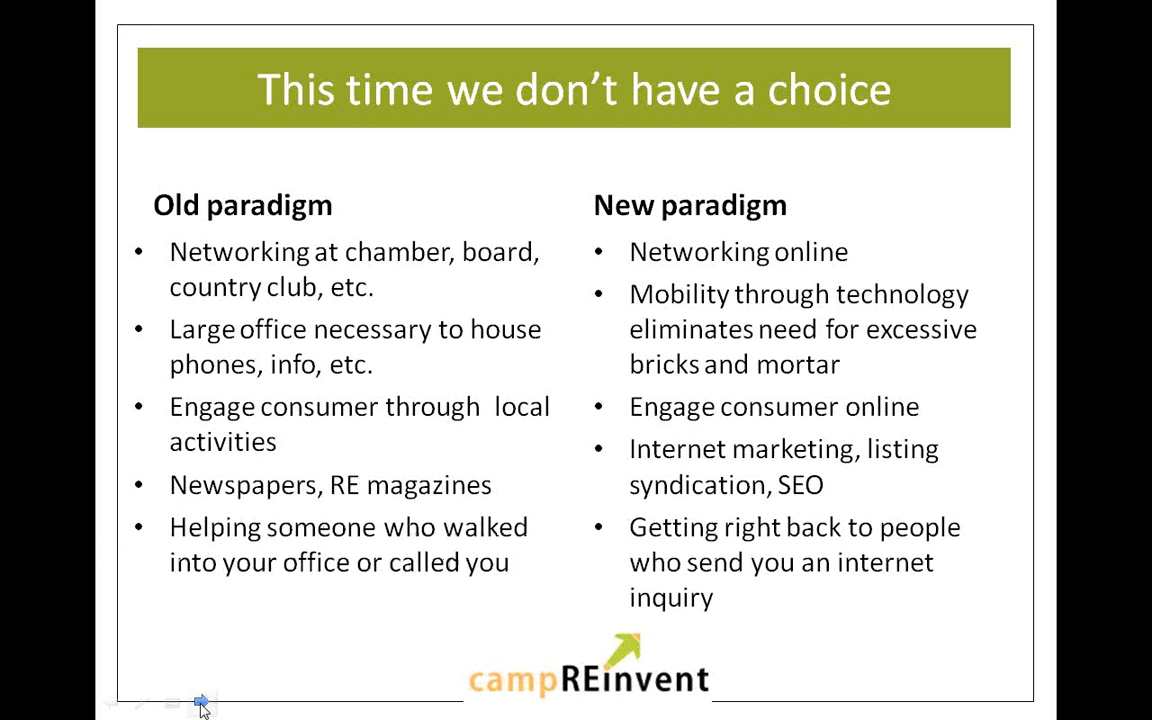 This time we don't have a choice
Old paradigm
• Networking at chamber, board,
country club, etc.
• Large office necessary to house
phones, info, etc.
• Engage consumer through local
activities
• Newspapers, RE magazines
• Helping someone who walked
into your office or called you
New paradigm
• Networking online
• Mobility through technology
eliminates need for excessive
bricks and mortar
• Engage consumer online
• Internet marketing, listing
syndication, SEO
• Getting right back to people
who send you an internet
inquiry
campREinvent